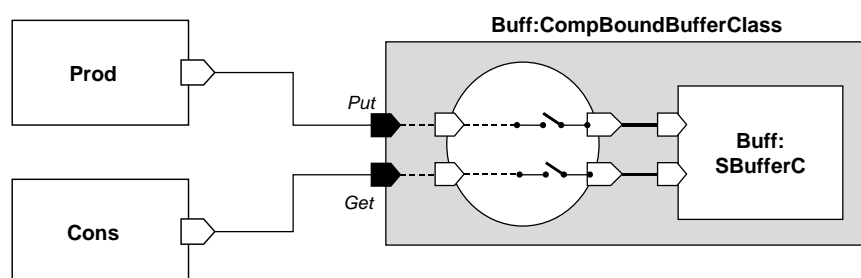 Buff:CompBoundBufferClass
Prod
Put
Buff:
SBufferC
Get
Cons